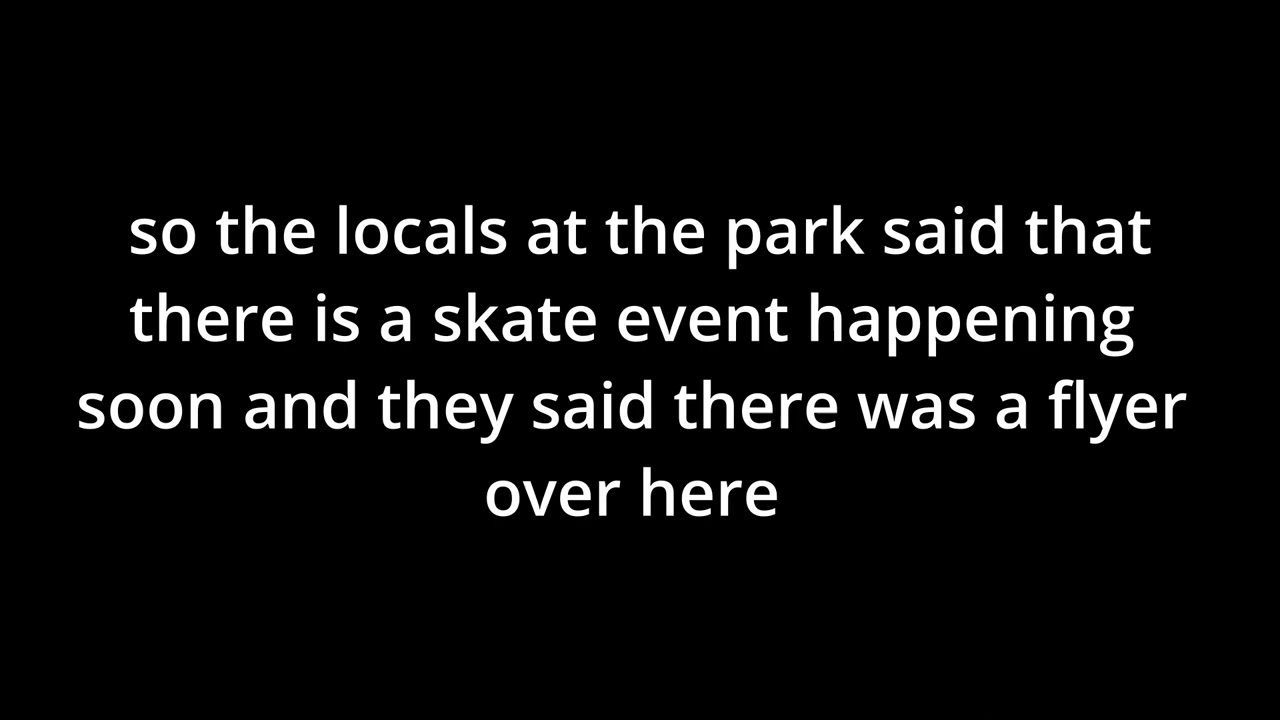 so the locals at the park said that
there is a skate event happening
soon and they said there was a flyer
over here